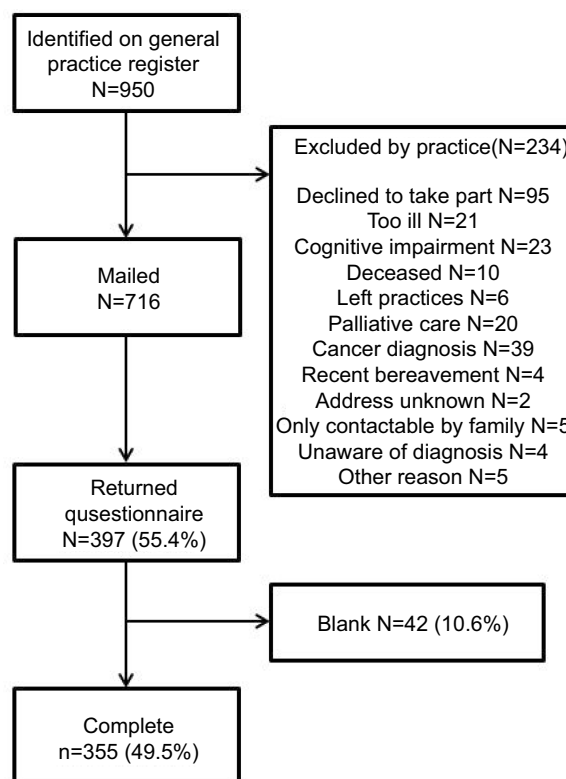 Identified on general
practice register
N=950
Excluded by practice(N=234)
Declined to take part N=95
Too ill N=21
Cognitive impairment N=23
Deceased N=10
Left practices N=6
Palliative care N=20
Cancer diagnosis N=39
Recent bereavement N=4
Address unknown N=2
Only contactable by family N=5
Unaware of diagnosis N=4
Other reason N=5
Mailed
N=716
Returned
qusestionnaire
N=397 (55.4%)
Blank N=42 (10.6%)
Complete
n=355 (49.5%)